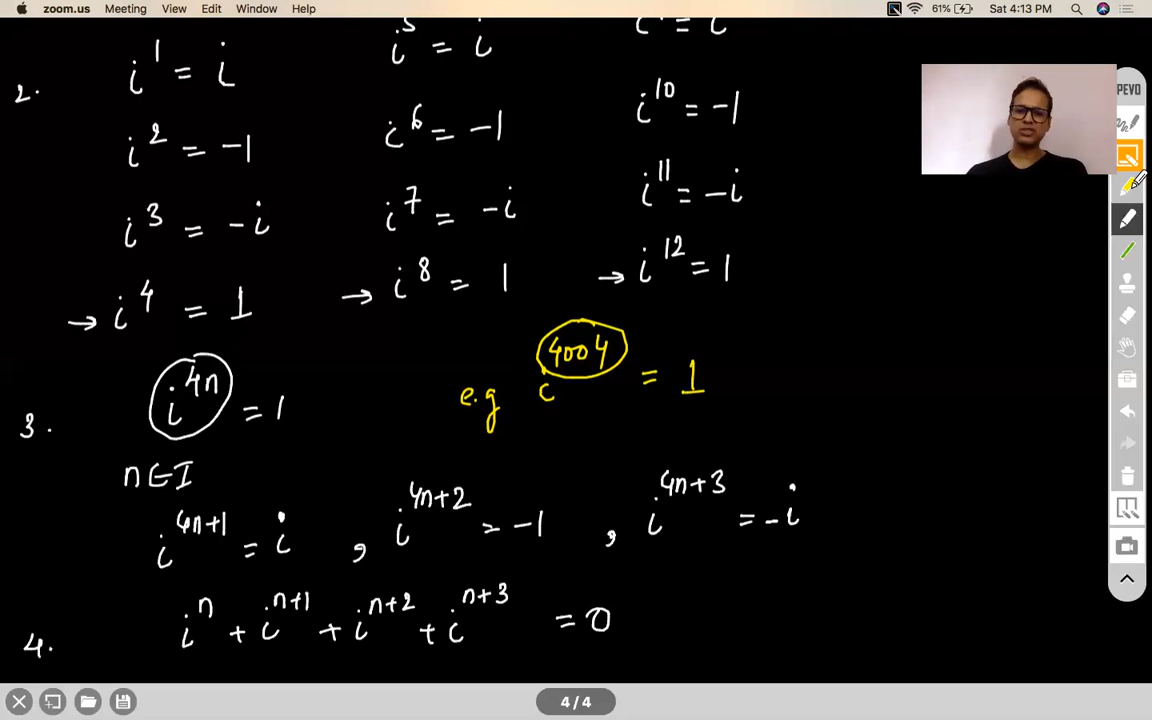 zoom.us Meeting View Edit Window Help 61% Sat 4:13 PM
2. i^1 = i i^5 = i
i^2 = -1 i^6 = -1 i^10 = -1
i^3 = -i i^7 = -i i^11 = -i
→ i^4 = 1 → i^8 = 1 → i^12 = 1
3. i^4n = 1 e.g i^4004 = 1
n ∈ I
i^4n+1 = i , i^4n+2 = -1 , i^4n+3 = -i
4. i^n + i^n+1 + i^n+2 + i^n+3 = 0
4/4